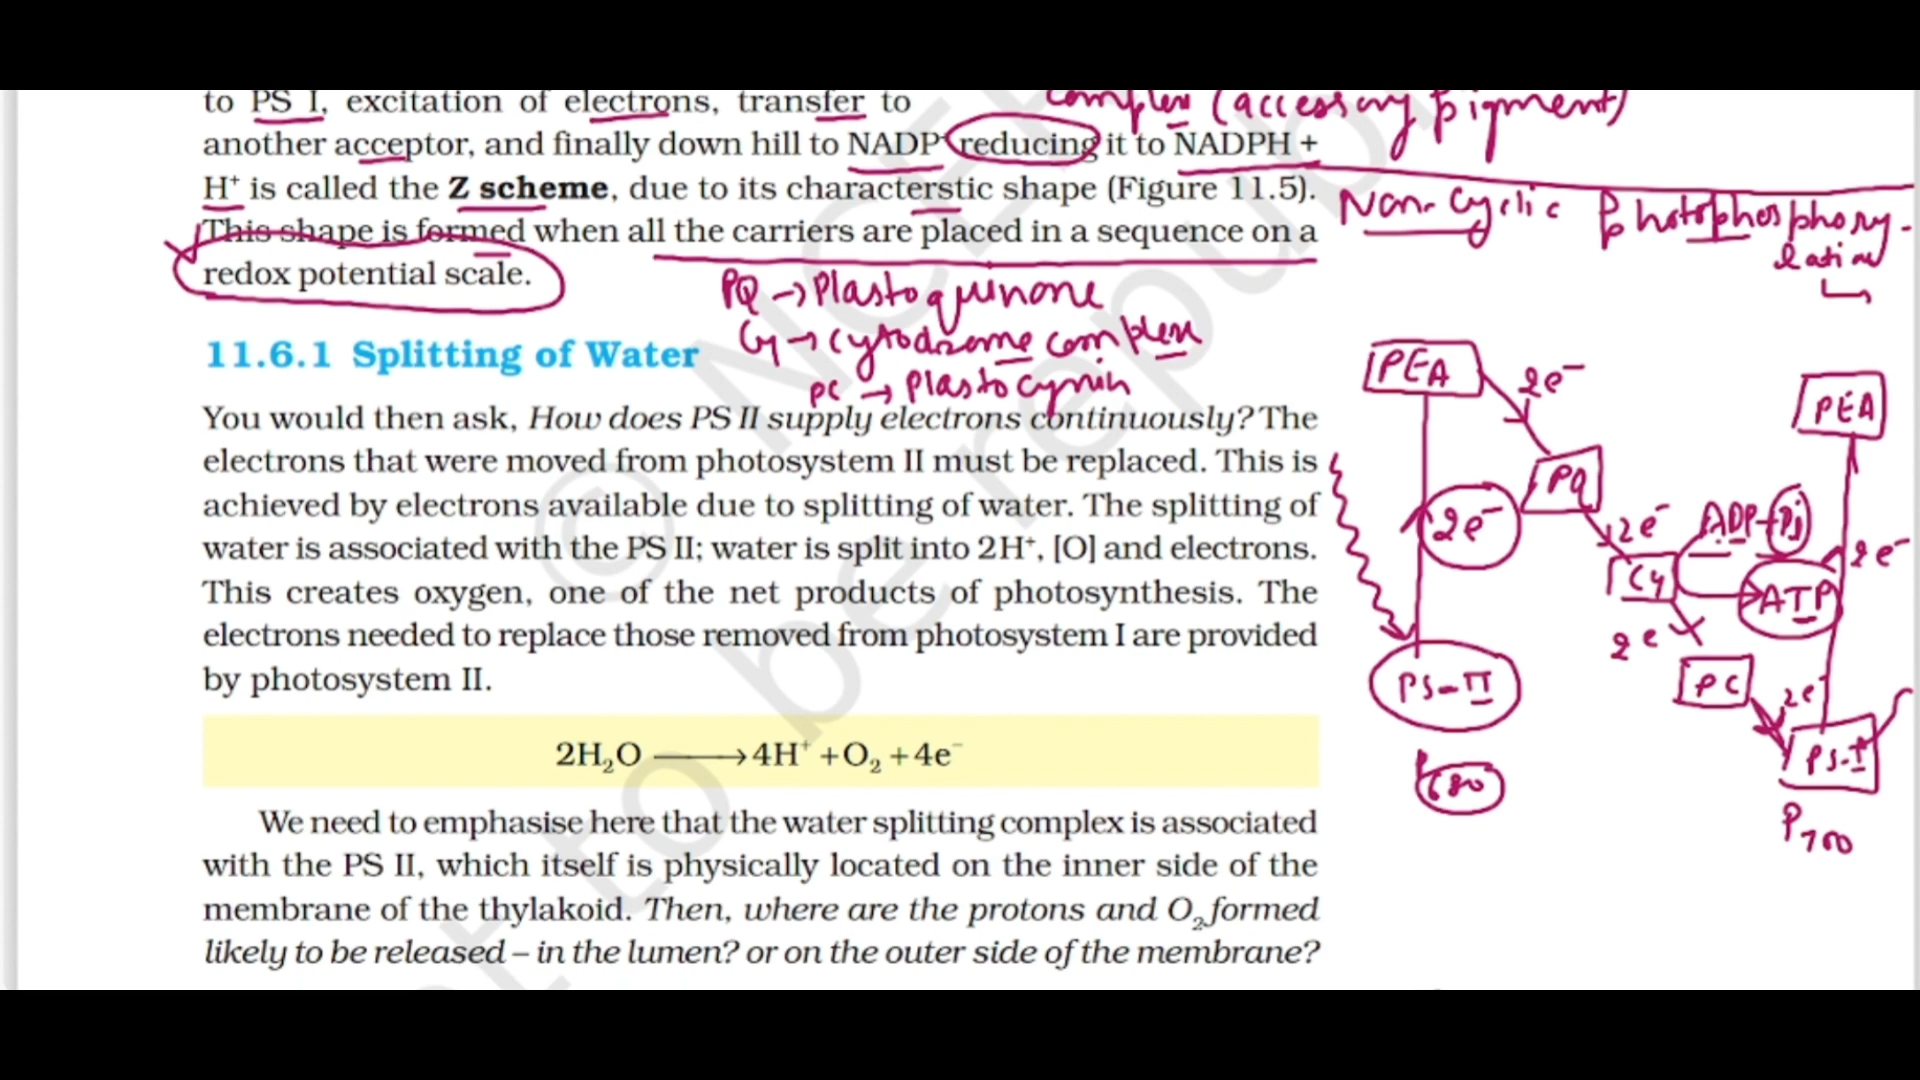 to PS I, excitation of electrons, transfer to
complex (accessory pigment)
another acceptor, and finally down hill to NADP⁺ reducing it to NADPH +
H⁺ is called the Z scheme, due to its characterstic shape (Figure 11.5).
This shape is formed when all the carriers are placed in a sequence on a
redox potential scale.
Non-Cyclic Photophosphory-
lation
PQ → Plastoquinone
Cy → cytochrome complex
PC → Plastocynin
11.6.1 Splitting of Water
You would then ask, How does PS II supply electrons continuously? The
electrons that were moved from photosystem II must be replaced. This is
achieved by electrons available due to splitting of water. The splitting of
water is associated with the PS II; water is split into 2H⁺, [O] and electrons.
This creates oxygen, one of the net products of photosynthesis. The
electrons needed to replace those removed from photosystem I are provided
by photosystem II.
2H₂O ⟶ 4H⁺ + O₂ + 4e⁻
We need to emphasise here that the water splitting complex is associated
with the PS II, which itself is physically located on the inner side of the
membrane of the thylakoid. Then, where are the protons and O₂ formed
likely to be released – in the lumen? or on the outer side of the membrane?
PEA
2e⁻
PEA
PQ
2e⁻
2e⁻
ADP+Pi
2e⁻
Cy
ATP
2e
PS-II
PC
2e
PS-I
P680
P700